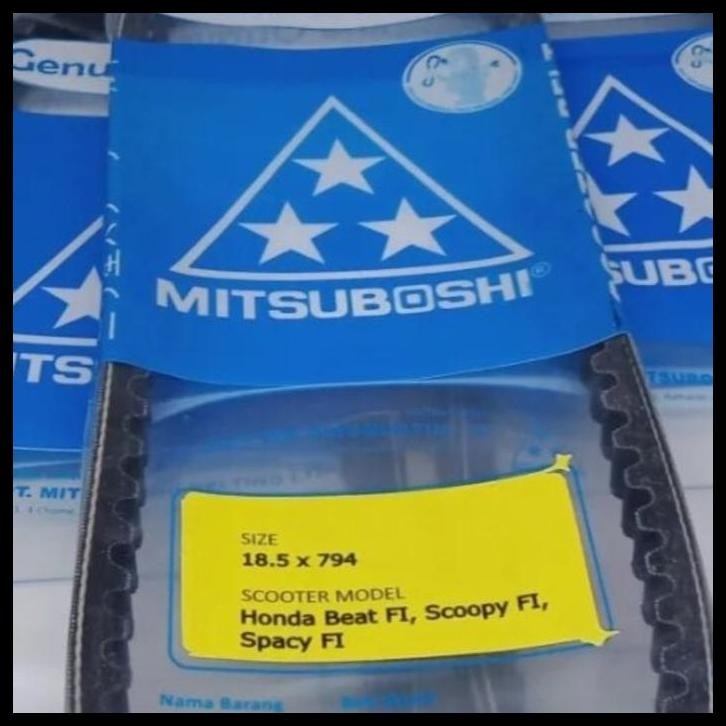 Genu
MITSUBOSHI®
SUBO
ITS
TSUBO
T. MIT
SIZE
18.5 x 794
SCOOTER MODEL
Honda Beat FI, Scoopy FI,
Spacy FI
Nama Barang